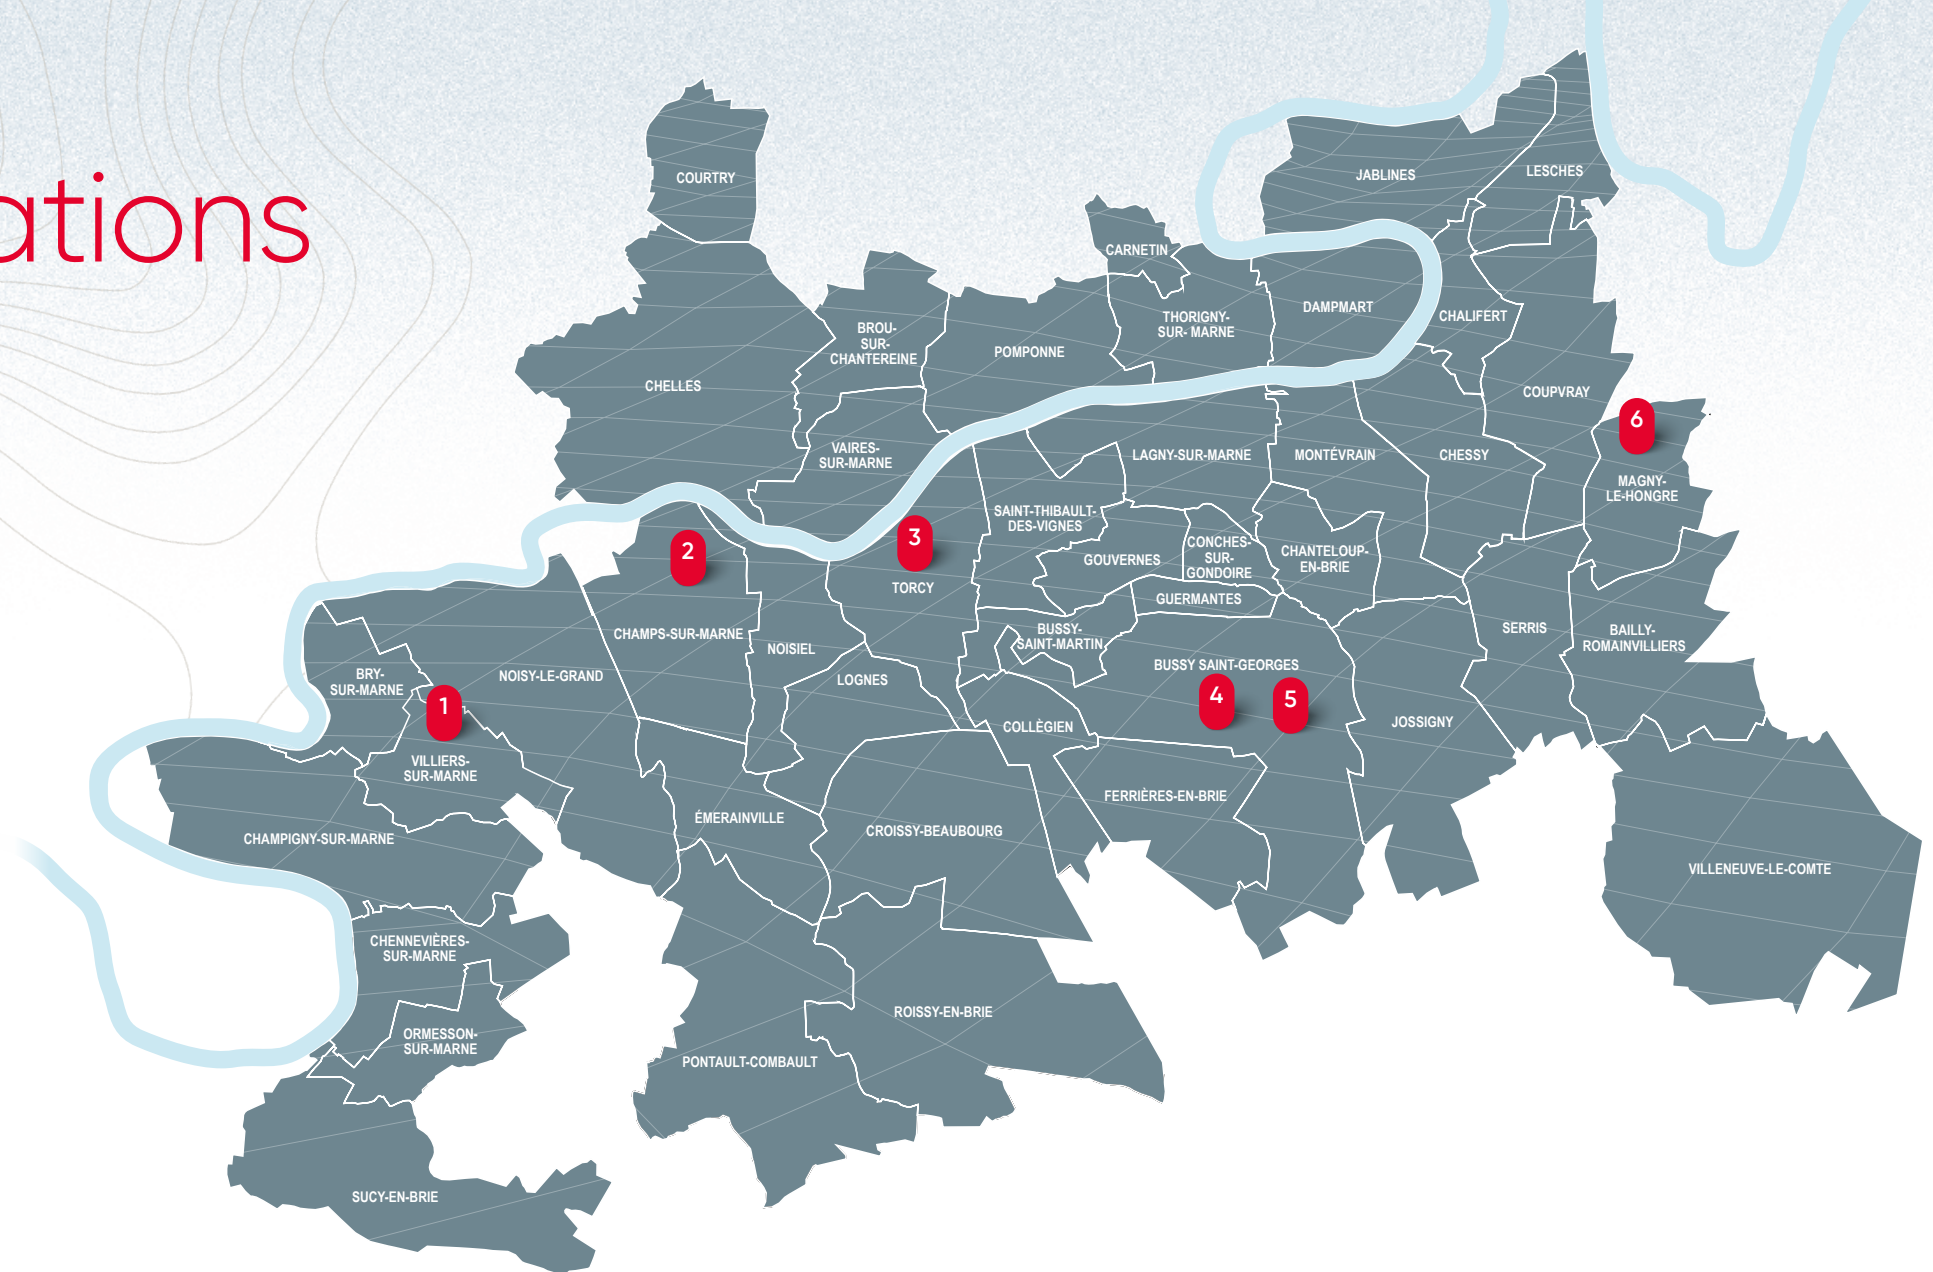 ations
COURTRY
JABLINES
LESCHES
CARNETIN
DAMPMART
THORIGNY-
SUR- MARNE
CHALIFERT
BROU-
SUR-
CHANTEREINE
POMPONNE
CHELLES
COUPVRAY
6
VAIRES-
SUR-MARNE
LAGNY-SUR-MARNE
MONTÉVRAIN
CHESSY
MAGNY-
LE-HONGRE
SAINT-THIBAULT-
DES-VIGNES
2
3
GOUVERNES
CONCHES-
SUR-
GONDOIRE
CHANTELOUP-
EN-BRIE
TORCY
GUERMANTES
CHAMPS-SUR-MARNE
NOISIEL
BUSSY-
SAINT-MARTIN
SERRIS
BAILLY-
ROMAINVILLIERS
BRY-
SUR-MARNE
NOISY-LE-GRAND
LOGNES
BUSSY SAINT-GEORGES
1
4
5
COLLÈGIEN
JOSSIGNY
VILLIERS-
SUR-MARNE
FERRIÈRES-EN-BRIE
ÉMERAINVILLE
CROISSY-BEAUBOURG
CHAMPIGNY-SUR-MARNE
VILLENEUVE-LE-COMTE
CHENNEVIÈRES-
SUR-MARNE
ROISSY-EN-BRIE
ORMESSON-
SUR-MARNE
PONTAULT-COMBAULT
SUCY-EN-BRIE